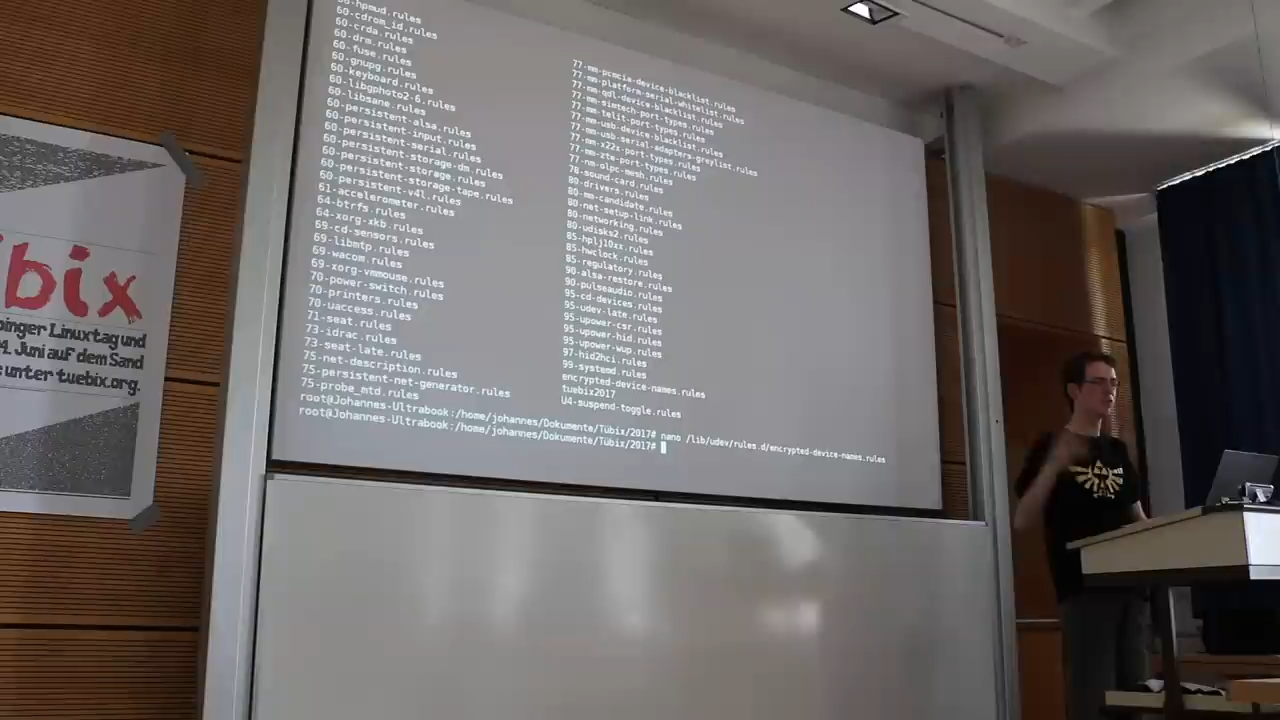 60-cdrom_id.rules
60-crda.rules
60-drm.rules
60-fuse.rules
60-gnupg.rules
60-keyboard.rules
60-libgphoto2-6.rules
60-libsane.rules
60-persistent-alsa.rules
60-persistent-input.rules
60-persistent-serial.rules
60-persistent-storage-dm.rules
60-persistent-storage.rules
60-persistent-storage-tape.rules
60-persistent-v4l.rules
61-accelerometer.rules
64-btrfs.rules
64-xorg-xkb.rules
69-cd-sensors.rules
69-libmtp.rules
69-wacom.rules
69-xorg-vmmouse.rules
70-power-switch.rules
70-printers.rules
70-uaccess.rules
71-seat.rules
73-idrac.rules
73-seat-late.rules
75-net-description.rules
75-persistent-net-generator.rules
75-probe_mtd.rules
77-mm-pcmcia-device-blacklist.rules
77-mm-platform-serial-whitelist.rules
77-mm-qdl-device-blacklist.rules
77-mm-simtech-port-types.rules
77-mm-telit-port-types.rules
77-mm-usb-device-blacklist.rules
77-mm-usb-serial-adapters-greylist.rules
77-mm-x22x-port-types.rules
77-mm-zte-port-types.rules
77-nm-olpc-mesh.rules
78-sound-card.rules
80-drivers.rules
80-mm-candidate.rules
80-net-setup-link.rules
80-networking.rules
80-udisks2.rules
85-hplj10xx.rules
85-hwclock.rules
85-regulatory.rules
90-alsa-restore.rules
90-pulseaudio.rules
95-cd-devices.rules
95-udev-late.rules
95-upower-csr.rules
95-upower-hid.rules
95-upower-wup.rules
97-hid2hci.rules
99-systemd.rules
encrypted-device-names.rules
tuebix2017
U4-suspend-toggle.rules
root@Johannes-Ultrabook:/home/johannes/Dokumente/Tübix/2017# nano /lib/udev/rules.d/encrypted-device-names.rules
root@Johannes-Ultrabook:/home/johannes/Dokumente/Tübix/2017#
bix
inger Linuxtag und
4. Juni auf dem Sand
unter tuebix.org.